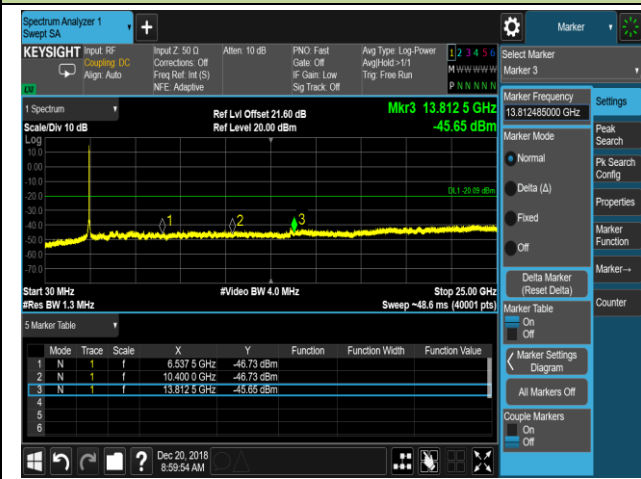 Spectrum Analyzer 1
Swept SA
+
Marker
KEYSIGHT
Input: RF
Coupling: DC
Align: Auto
Input Z: 50 Ω
Corrections: Off
Freq Ref: Int (S)
NFE: Adaptive
Atten: 10 dB
PNO: Fast
Gate: Off
IF Gain: Low
Sig Track: Off
Avg Type: Log-Power
Avg|Hold:>1/1
Trig: Free Run
1 2 3 4 5 6
M W W W W W
P N N N N N
LXI
1 Spectrum
Scale/Div 10 dB
Ref Lvl Offset 21.60 dB
Ref Level 20.00 dBm
Mkr3 13.812 5 GHz
-45.65 dBm
Log
10.0
0.00
-10.0
-20.0
-30.0
-40.0
-50.0
-60.0
-70.0
DL1 -20.09 dBm
1
2
3
Start 30 MHz
#Video BW 4.0 MHz
Stop 25.00 GHz
#Res BW 1.3 MHz
Sweep ~48.6 ms (40001 pts)
5 Marker Table
Mode Trace Scale X Y Function Function Width Function Value
1 N 1 f 6.537 5 GHz -46.73 dBm
2 N 1 f 10.400 0 GHz -46.73 dBm
3 N 1 f 13.812 5 GHz -45.65 dBm
4
5
6
?
Dec 20, 2018
8:59:54 AM
Select Marker
Marker 3
Marker Frequency
13.812485000 GHz
Marker Mode
Normal
Delta (Δ)
Fixed
Off
Delta Marker
(Reset Delta)
Marker Table
On
Off
Marker Settings
Diagram
All Markers Off
Couple Markers
On
Off
Settings
Peak
Search
Pk Search
Config
Properties
Marker
Function
Marker→
Counter